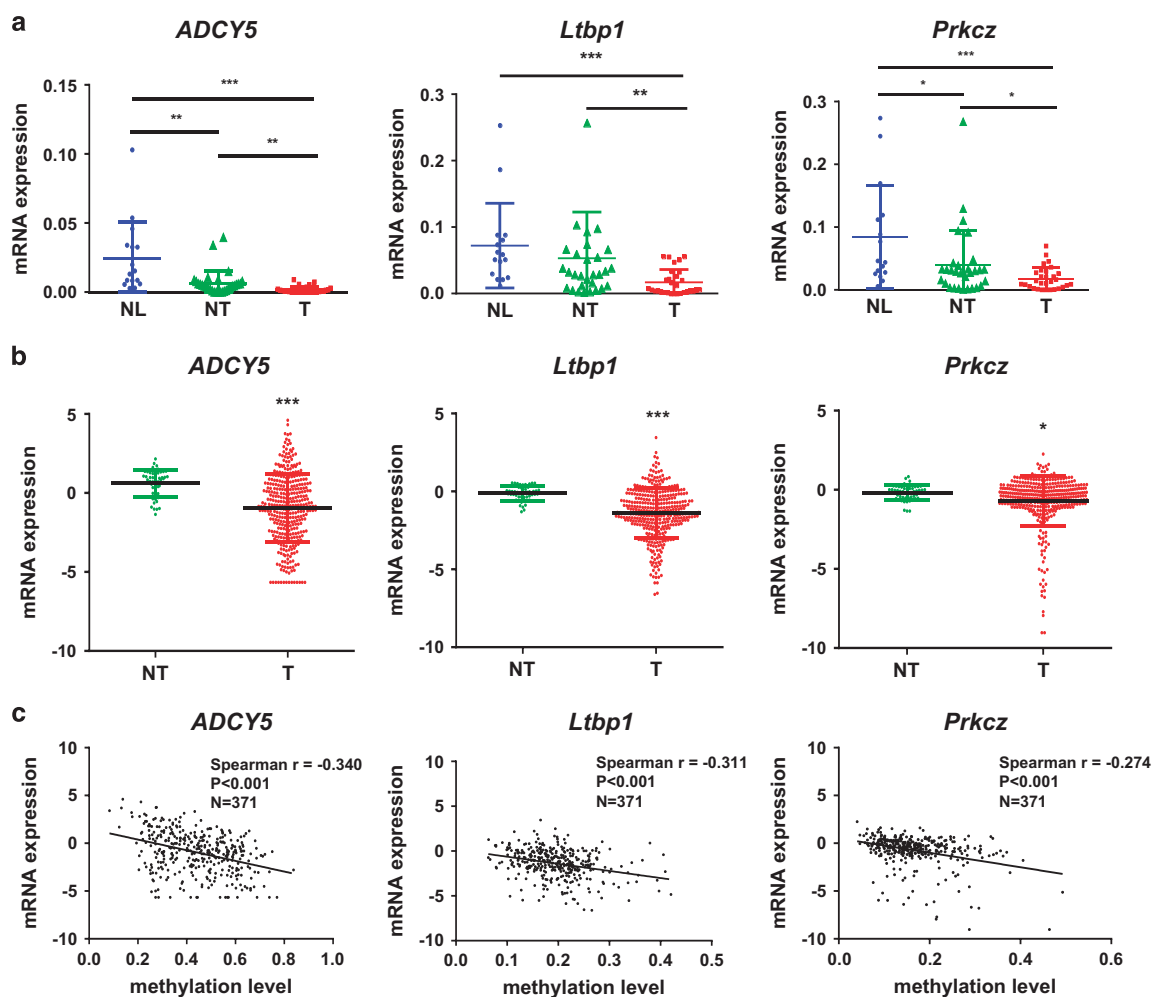 a
ADCY5
Ltbp1
Prkcz
mRNA expression
0.15
0.10
0.05
0.00
***
**
**
NL
NT
T
mRNA expression
0.3
0.2
0.1
0.0
***
**
NL
NT
T
mRNA expression
0.3
0.2
0.1
0.0
***
*
*
NL
NT
T
b
ADCY5
Ltbp1
Prkcz
mRNA expression
5
0
-5
-10
***
NT
T
mRNA expression
5
0
-5
-10
***
NT
T
mRNA expression
5
0
-5
-10
*
NT
T
c
ADCY5
Ltbp1
Prkcz
mRNA expression
10
5
0
-5
-10
Spearman r = -0.340
P<0.001
N=371
0.0 0.2 0.4 0.6 0.8 1.0
methylation level
mRNA expression
10
5
0
-5
-10
Spearman r = -0.311
P<0.001
N=371
0.0 0.1 0.2 0.3 0.4 0.5
methylation level
mRNA expression
10
5
0
-5
-10
Spearman r = -0.274
P<0.001
N=371
0.0 0.2 0.4 0.6
methylation level